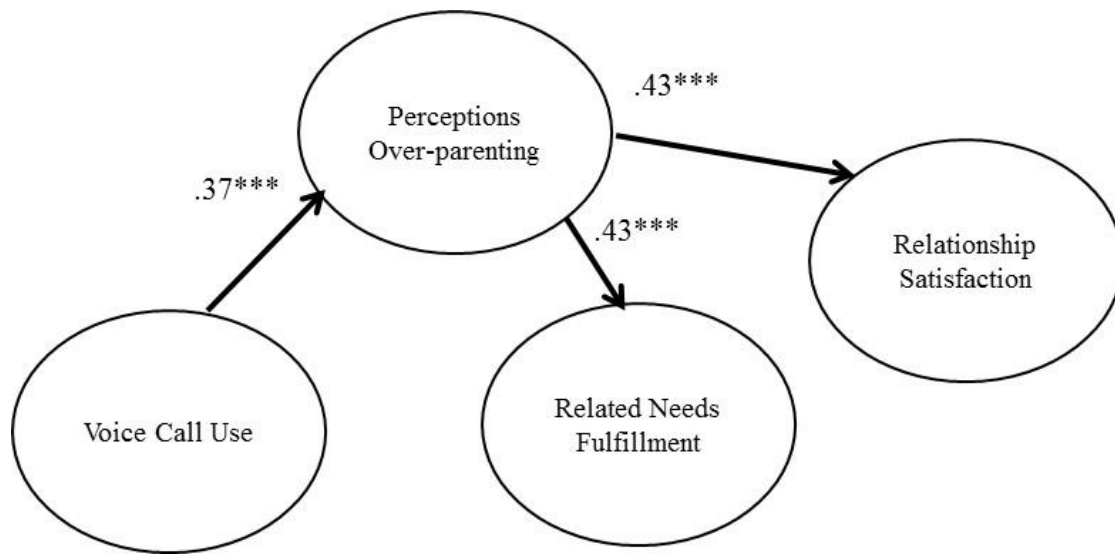 .43***
Perceptions
Over-parenting
.37***
.43***
Relationship
Satisfaction
Voice Call Use
Related Needs
Fulfillment